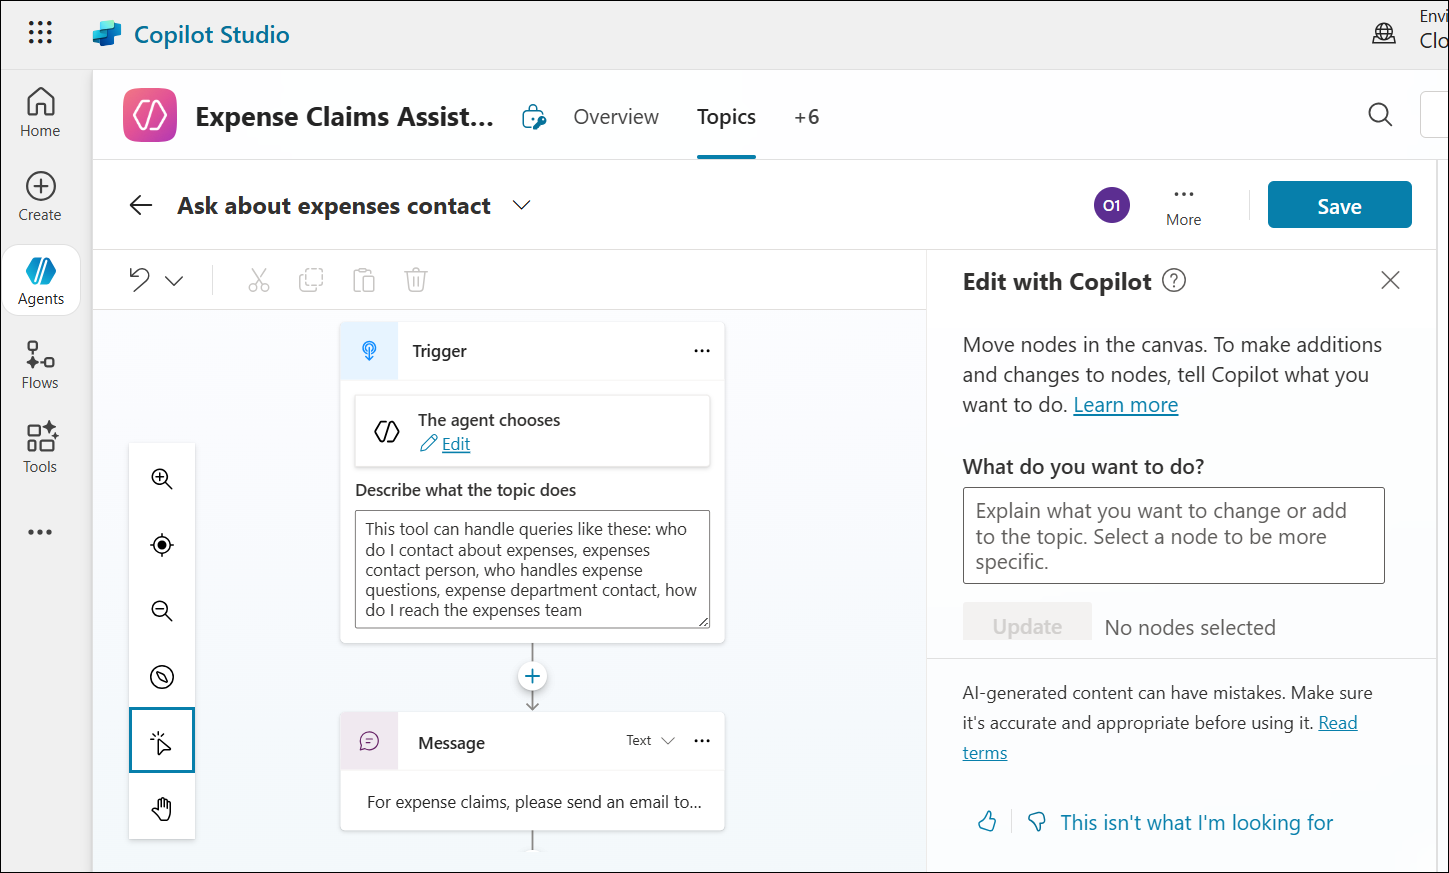 Copilot Studio
Envi
Clo
Home
Create
Agents
Flows
Tools
Expense Claims Assist...
Overview
Topics
+6
Ask about expenses contact
O1
More
Save
Trigger
The agent chooses
Edit
Describe what the topic does
This tool can handle queries like these: who
do I contact about expenses, expenses
contact person, who handles expense
questions, expense department contact, how
do I reach the expenses team
Message
Text
For expense claims, please send an email to...
Edit with Copilot
Move nodes in the canvas. To make additions
and changes to nodes, tell Copilot what you
want to do. Learn more
What do you want to do?
Explain what you want to change or add
to the topic. Select a node to be more
specific.
Update
No nodes selected
AI-generated content can have mistakes. Make sure
it's accurate and appropriate before using it. Read
terms
This isn't what I'm looking for